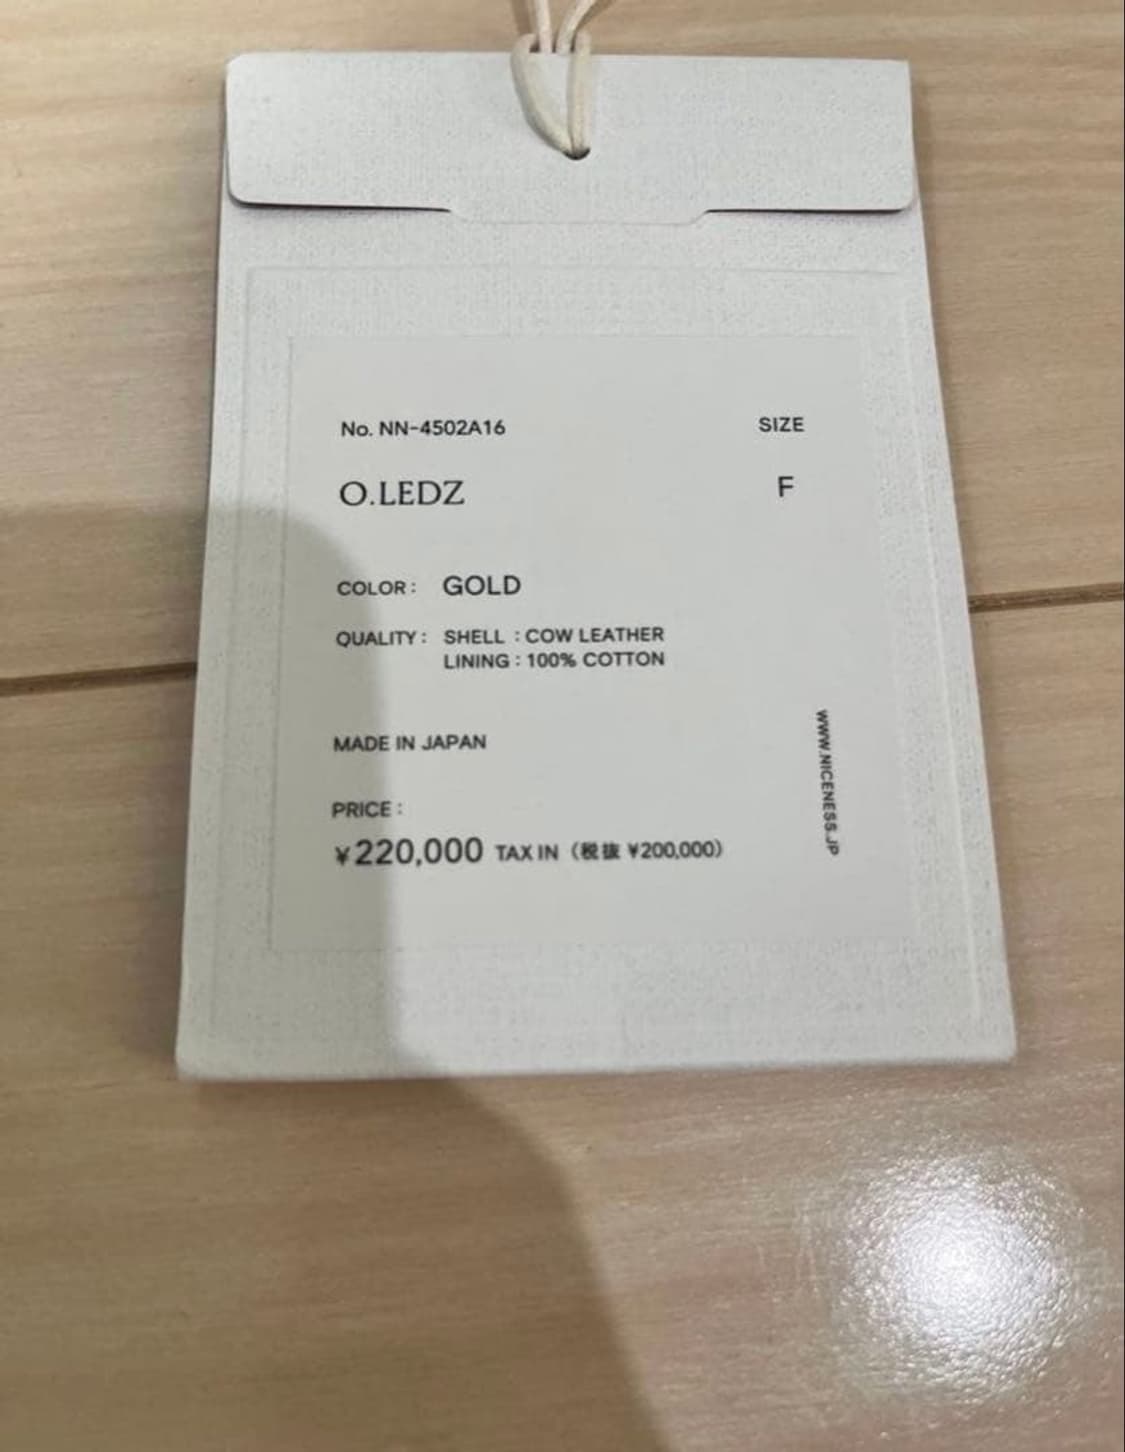 No. NN-4502A16
SIZE
O.LEDZ
F
COLOR : GOLD
QUALITY : SHELL : COW LEATHER
LINING : 100% COTTON
MADE IN JAPAN
PRICE :
¥220,000 TAX IN (税抜 ¥200,000)
WWW.NICENESS.JP